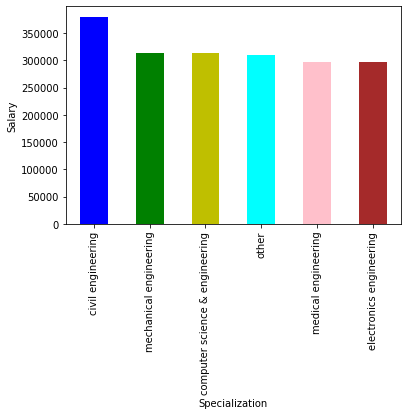 350000
300000
250000
200000
150000
100000
50000
0
Salary
civil engineering
mechanical engineering
computer science & engineering
other
medical engineering
electronics engineering
Specialization